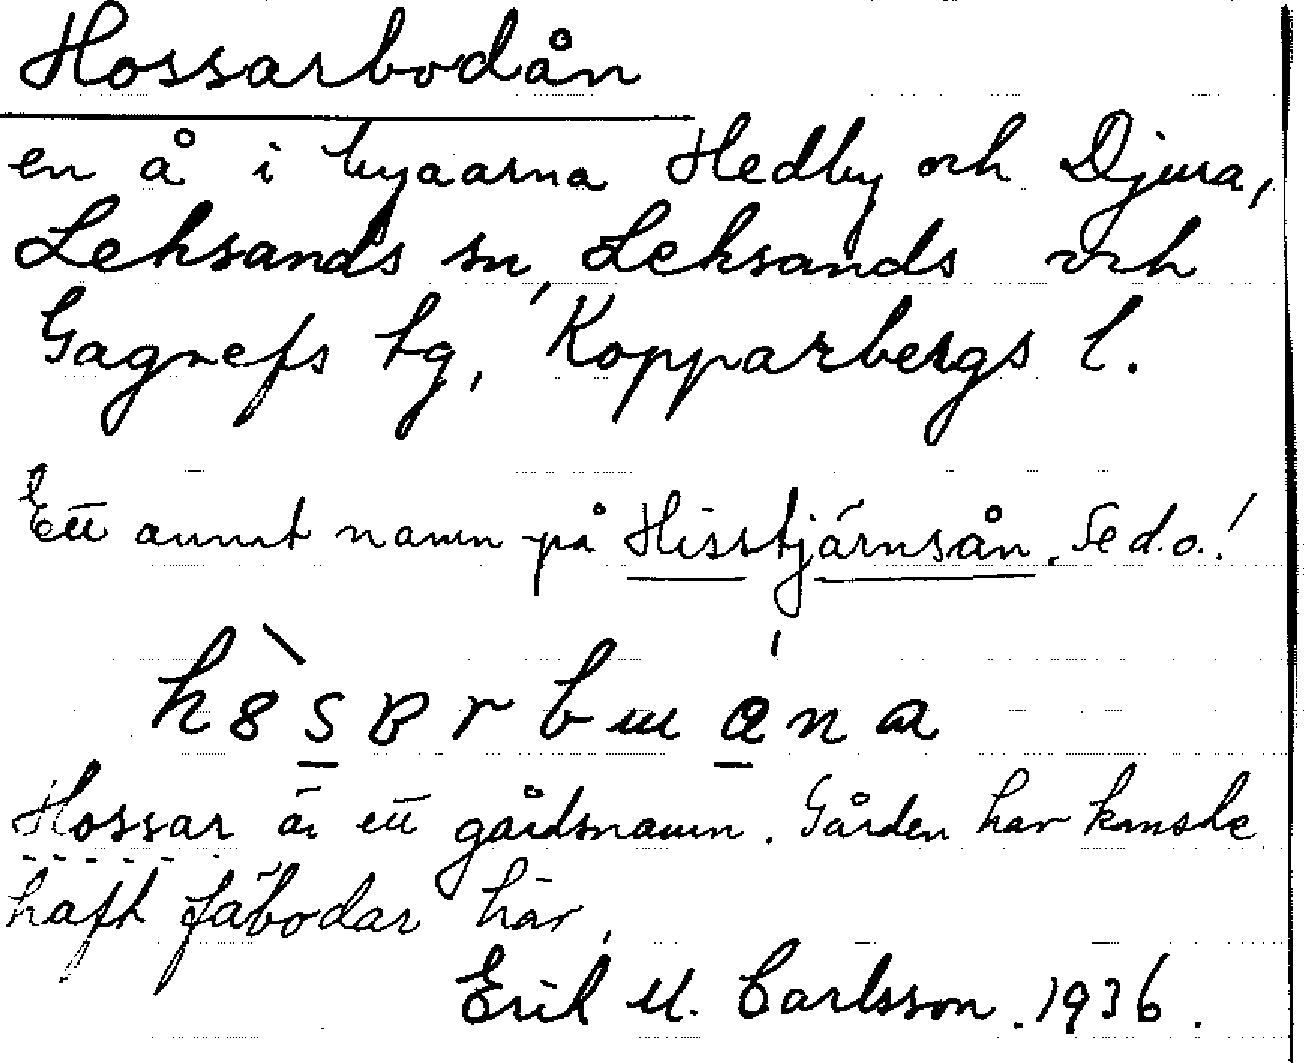 Hossarbodån
en å i byaarna Hedby och Djura,
Leksands sn, Leksands och
Gagnefs tg, Kopparbergs l.
Ett annat namn på Hisstjärnsån. Se d.o.!
Hossar är ett gårdsnamn. Gården har kanske
haft fäbodar här.
Erik M. Carlsson. 1936.